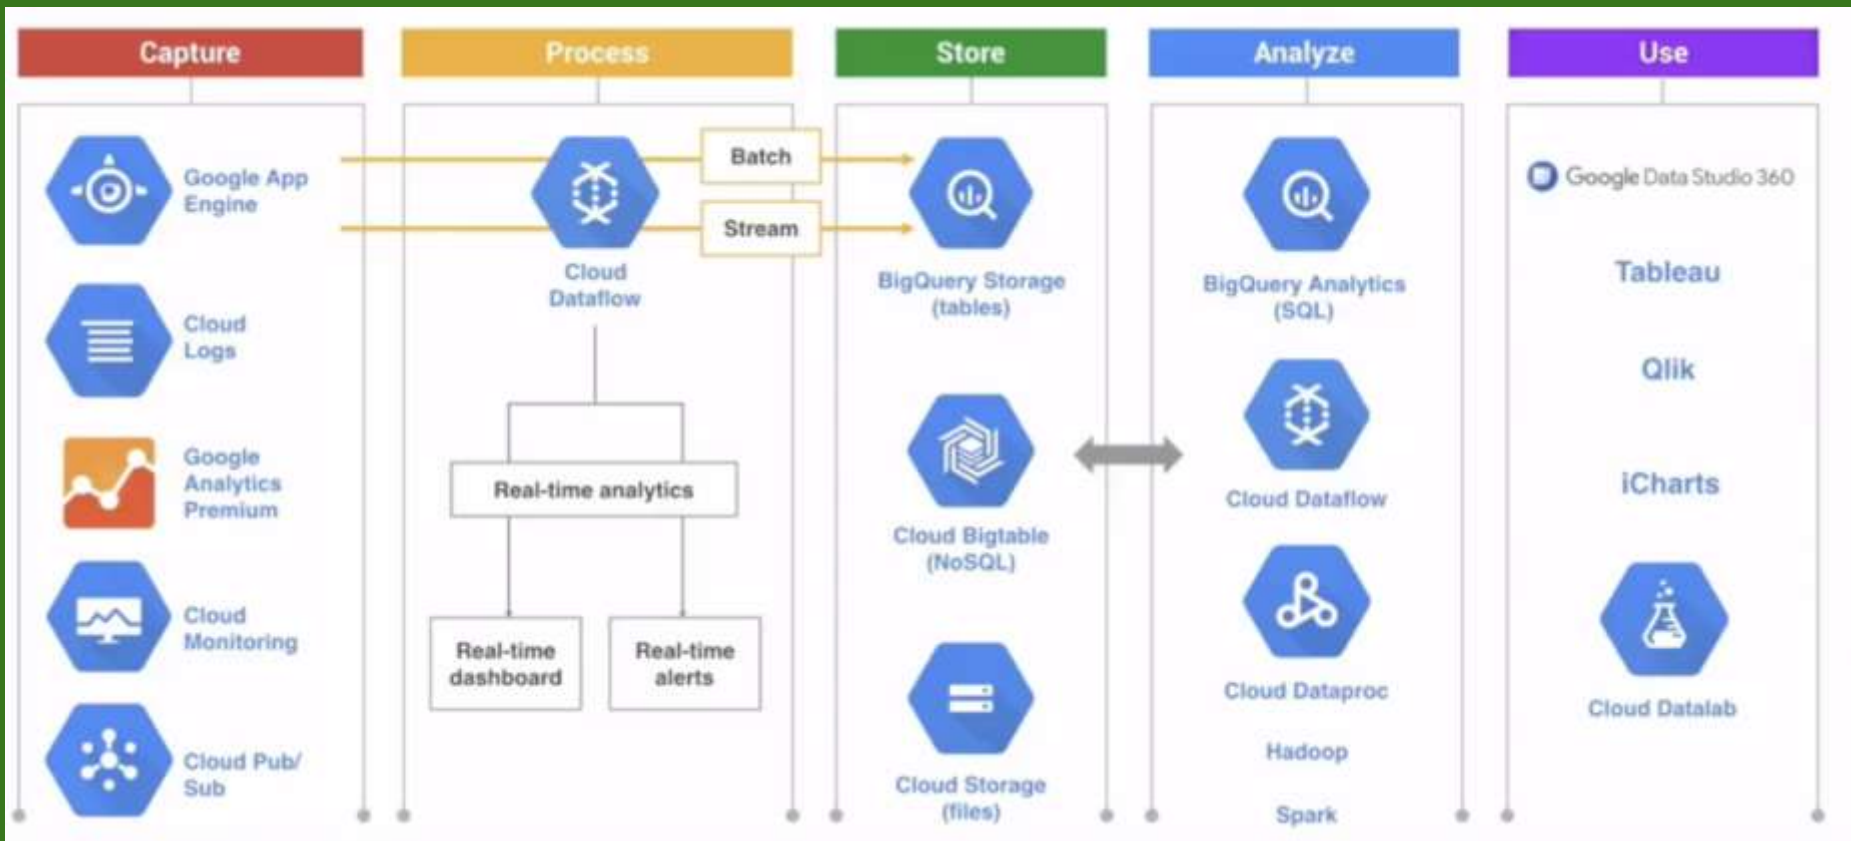 Capture
Process
Store
Analyze
Use
Google App
Engine
Cloud
Logs
Google
Analytics
Premium
Cloud
Monitoring
Cloud Pub/
Sub
Batch
Stream
Cloud
Dataflow
Real-time analytics
Real-time
dashboard
Real-time
alerts
BigQuery Storage
(tables)
Cloud Bigtable
(NoSQL)
Cloud Storage
(files)
BigQuery Analytics
(SQL)
Cloud Dataflow
Cloud Dataproc
Hadoop
Spark
Google Data Studio 360
Tableau
Qlik
iCharts
Cloud Datalab